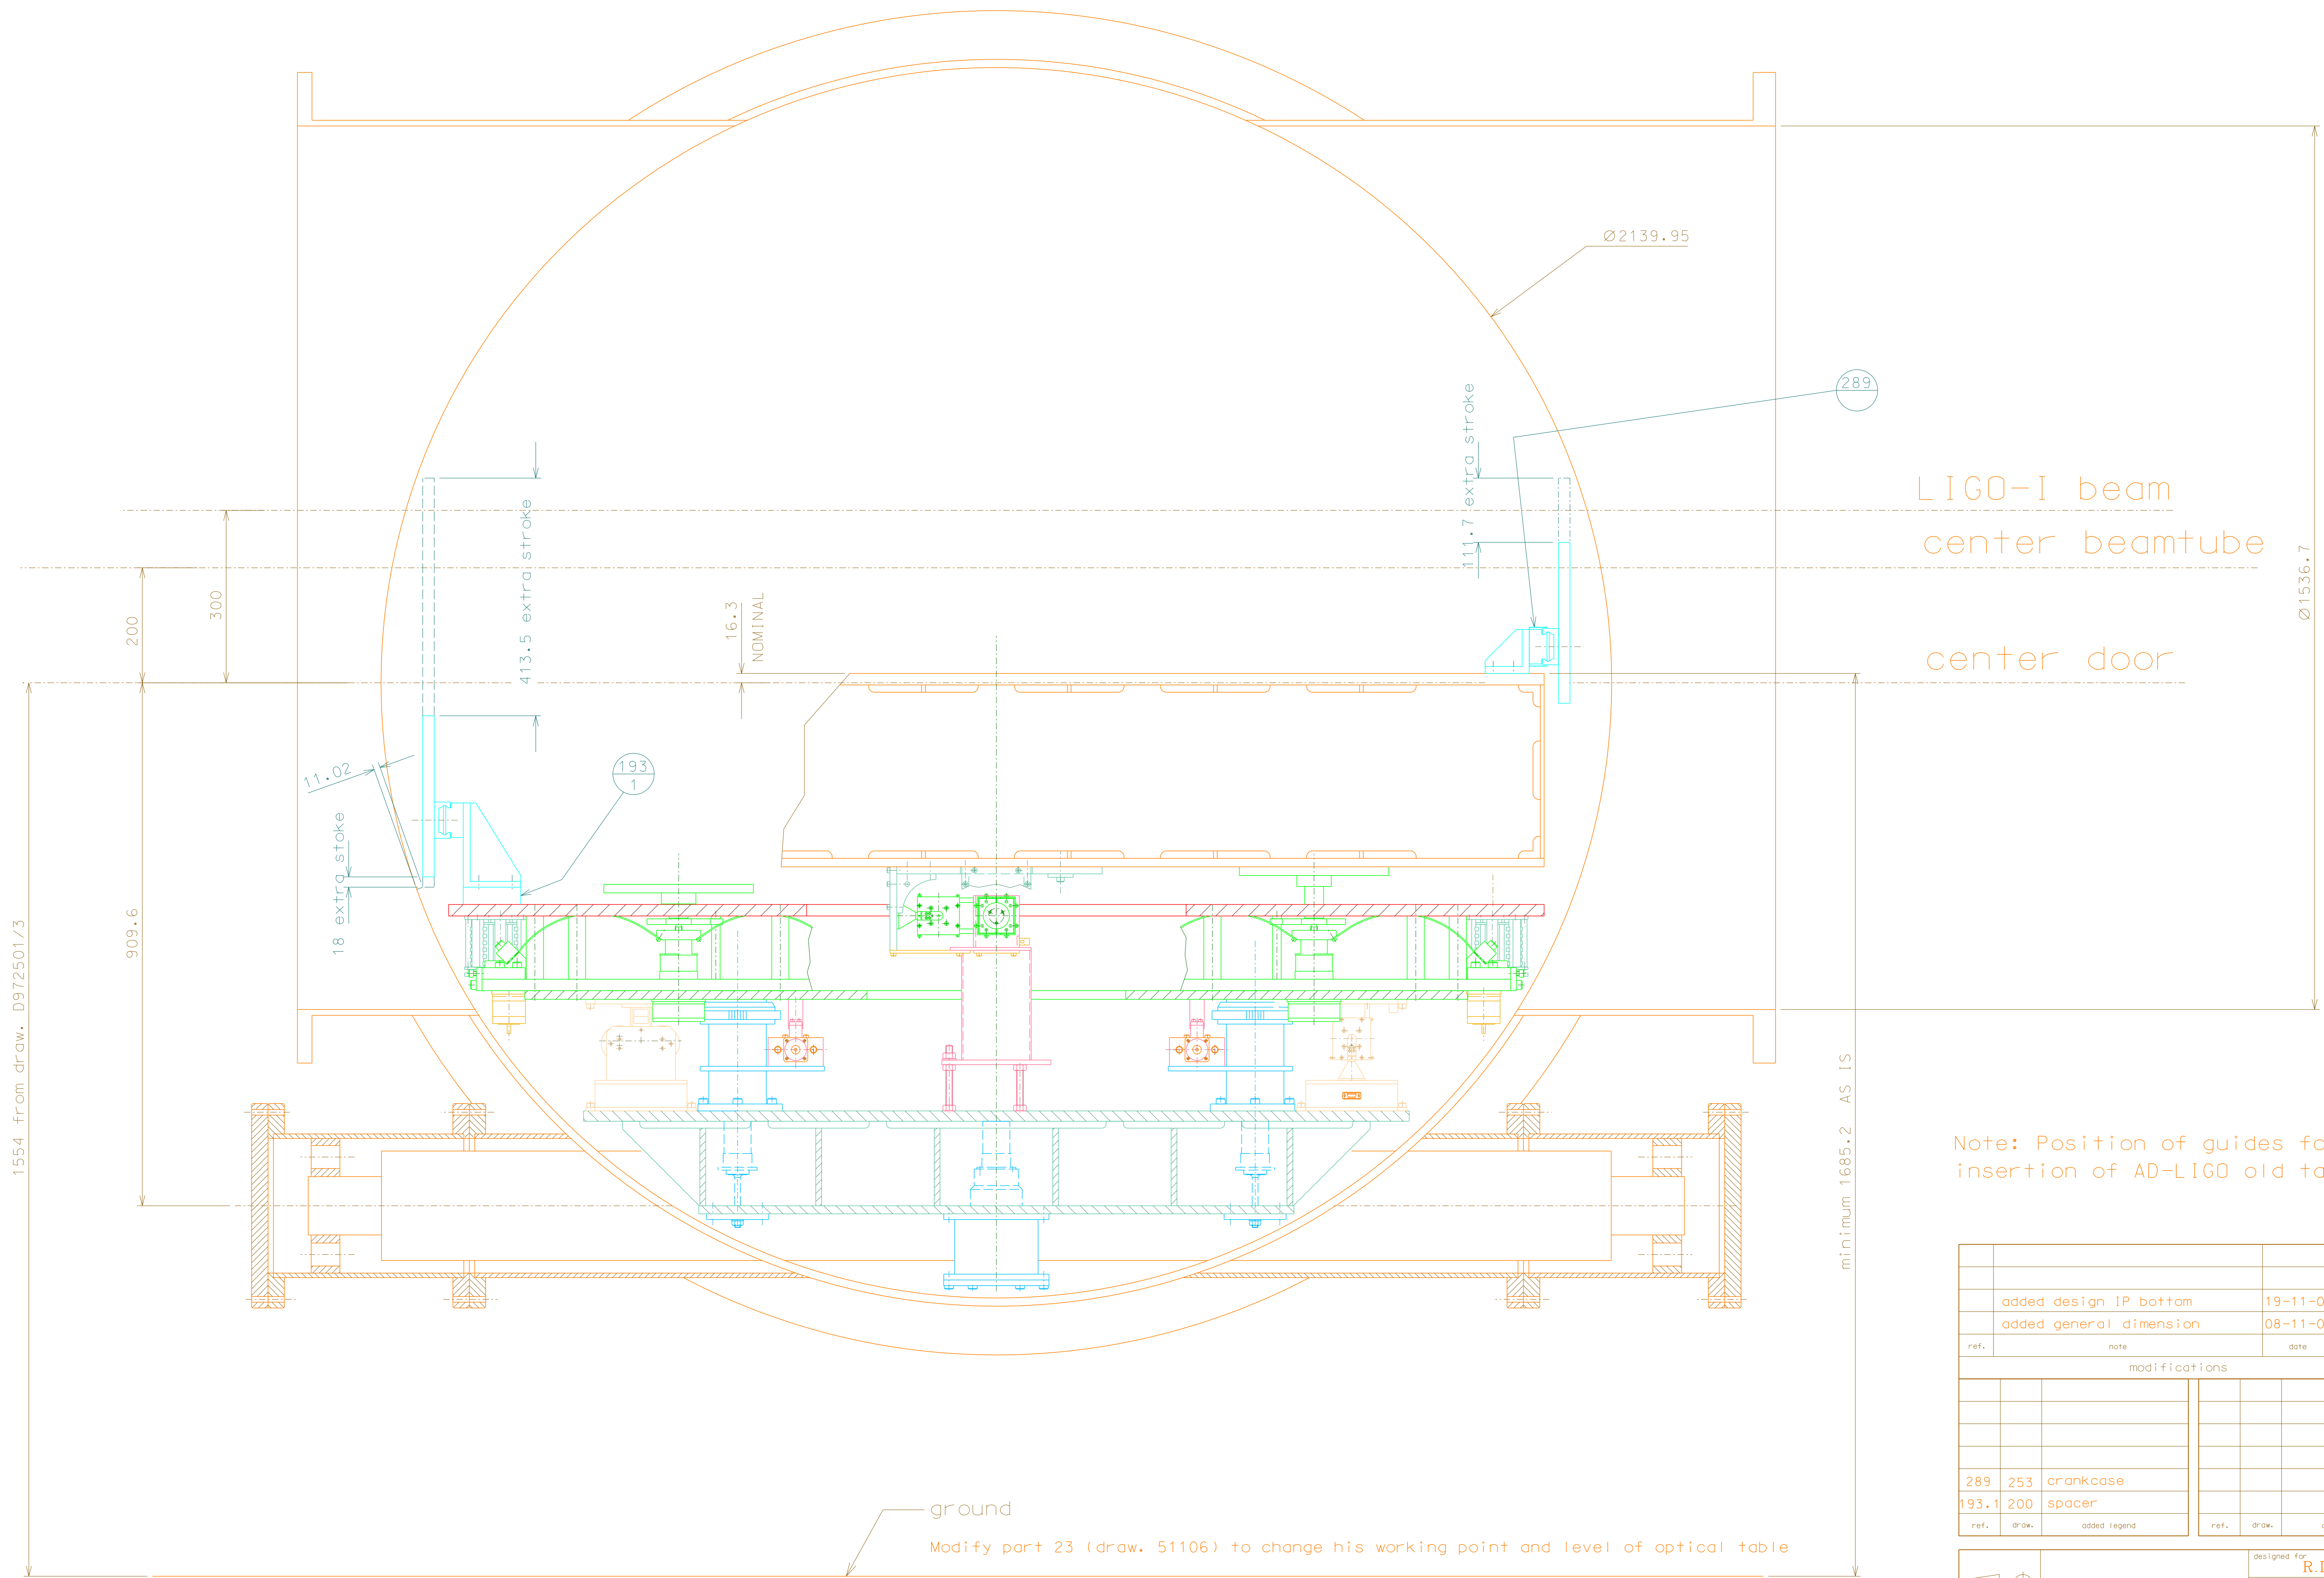 Ø2139.95
289
111.7 extra stroke
LIGO-I beam
center beamtube
center door
Ø1536.7
413.5 extra stroke
300
200
16.3
NOMINAL
11.02
193
1
18 extra stoke
909.6
1554 from draw. D972501/3
minimum 1685.2 AS IS
Note: Position of guides fo
insertion of AD-LIGO old ta
added design IP bottom 19-11-0
added general dimension 08-11-0
ref. note date
modifications
289 253 crankcase
193.1 200 spacer
ref. draw. added legend ref. draw.
ground
Modify part 23 (draw. 51106) to change his working point and level of optical table
designed for